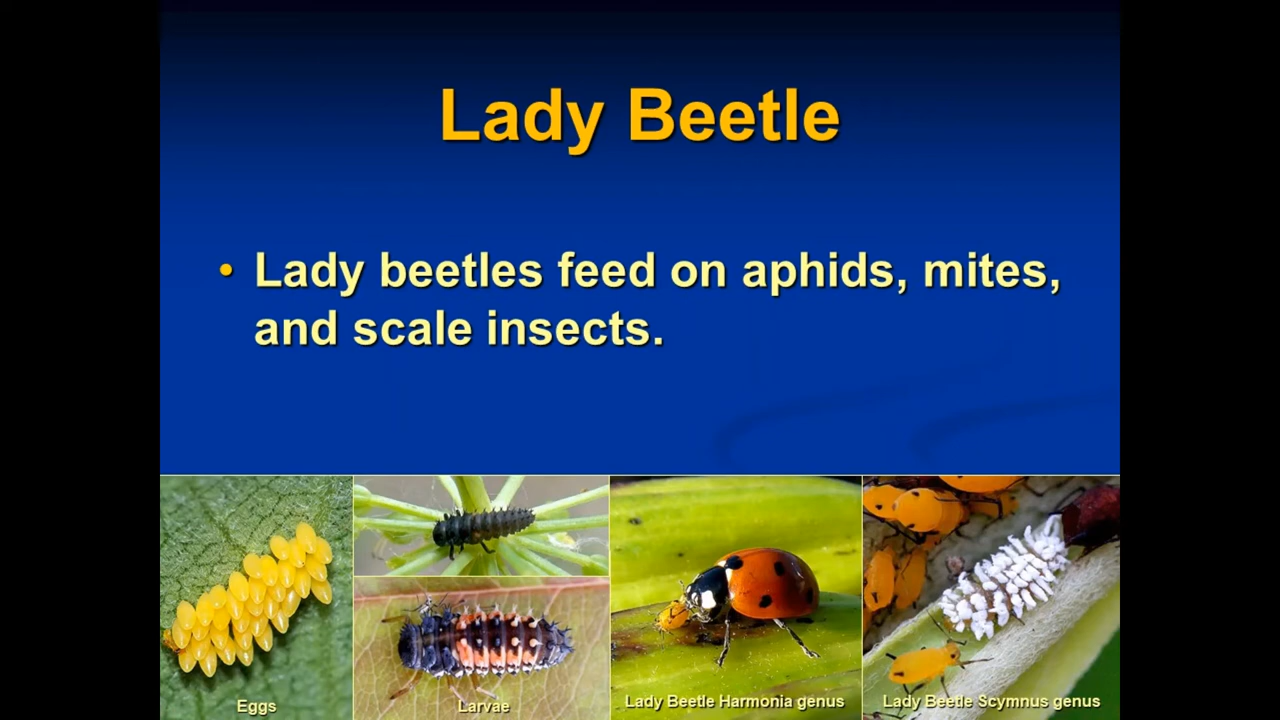 Lady Beetle
• Lady beetles feed on aphids, mites,
and scale insects.
Eggs
Larvae
Lady Beetle Harmonia genus
Lady Beetle Scymnus genus